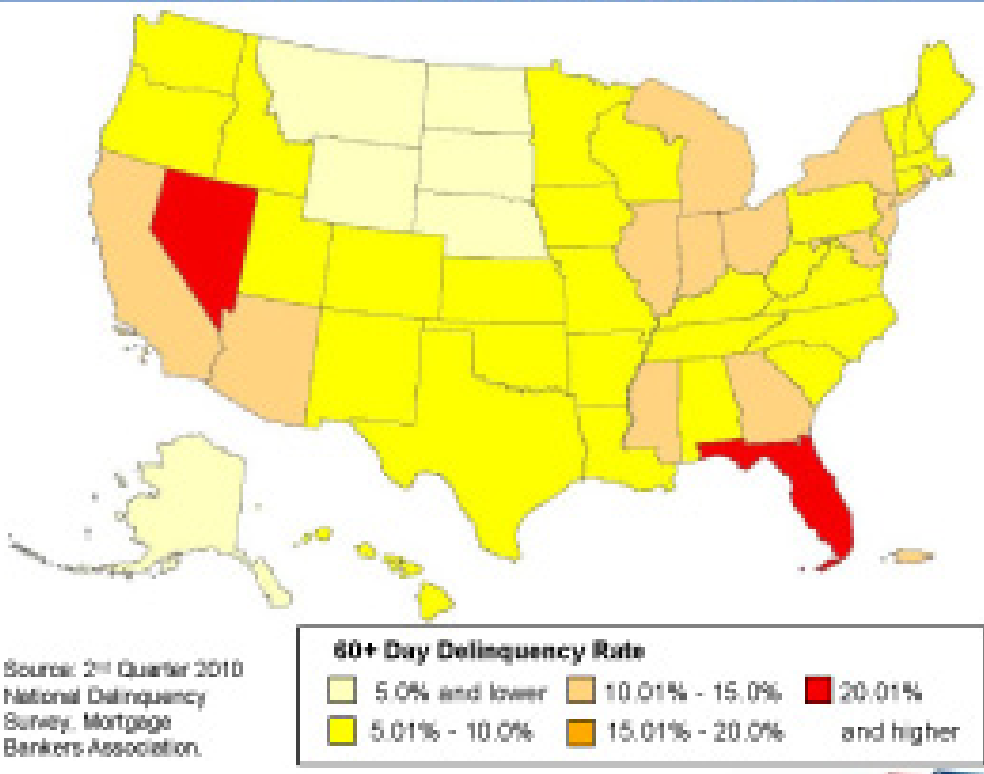 60+ Day Delinquency Rate
5.0% and lower
10.01% - 15.0%
20.01%
5.01% - 10.0%
15.01% - 20.0%
and higher
Source: 2nd Quarter 2010
National Delinquency
Survey, Mortgage
Bankers Association.